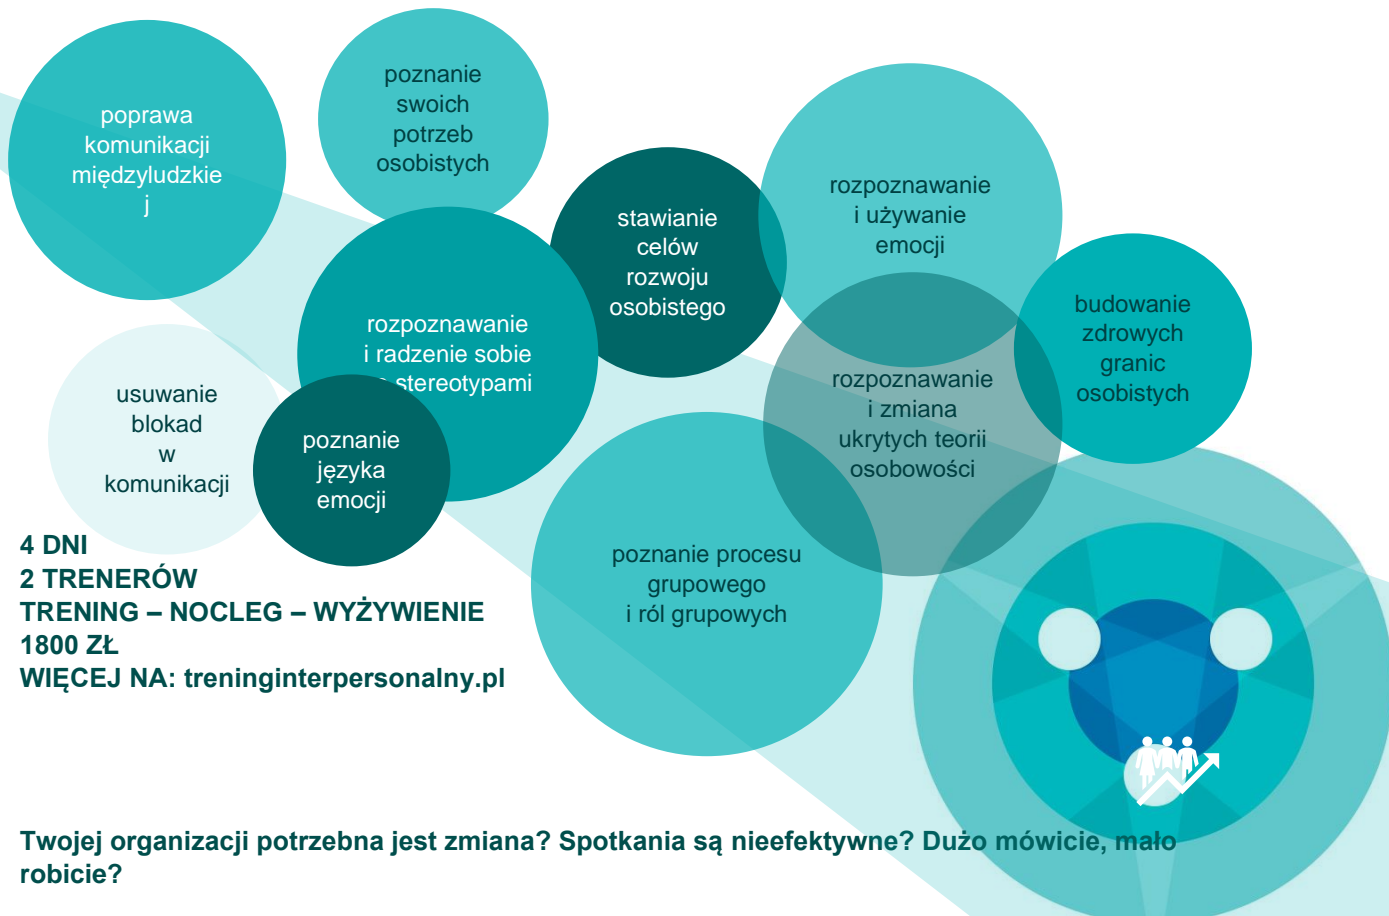 poprawa
komunikacji
międzyludzkie
j
poznanie
swoich
potrzeb
osobistych
stawianie
celów
rozwoju
osobistego
rozpoznawanie
i używanie
emocji
budowanie
zdrowych
granic
osobistych
rozpoznawanie
i radzenie sobie
stereotypami
rozpoznawanie
i zmiana
ukrytych teorii
osobowości
usuwanie
blokad
w
komunikacji
poznanie
języka
emocji
poznanie procesu
grupowego
i ról grupowych
4 DNI
2 TRENERÓW
TRENING – NOCLEG – WYŻYWIENIE
1800 ZŁ
WIĘCEJ NA: treninginterpersonalny.pl
Twojej organizacji potrzebna jest zmiana? Spotkania są nieefektywne? Dużo mówicie, mało
robicie?